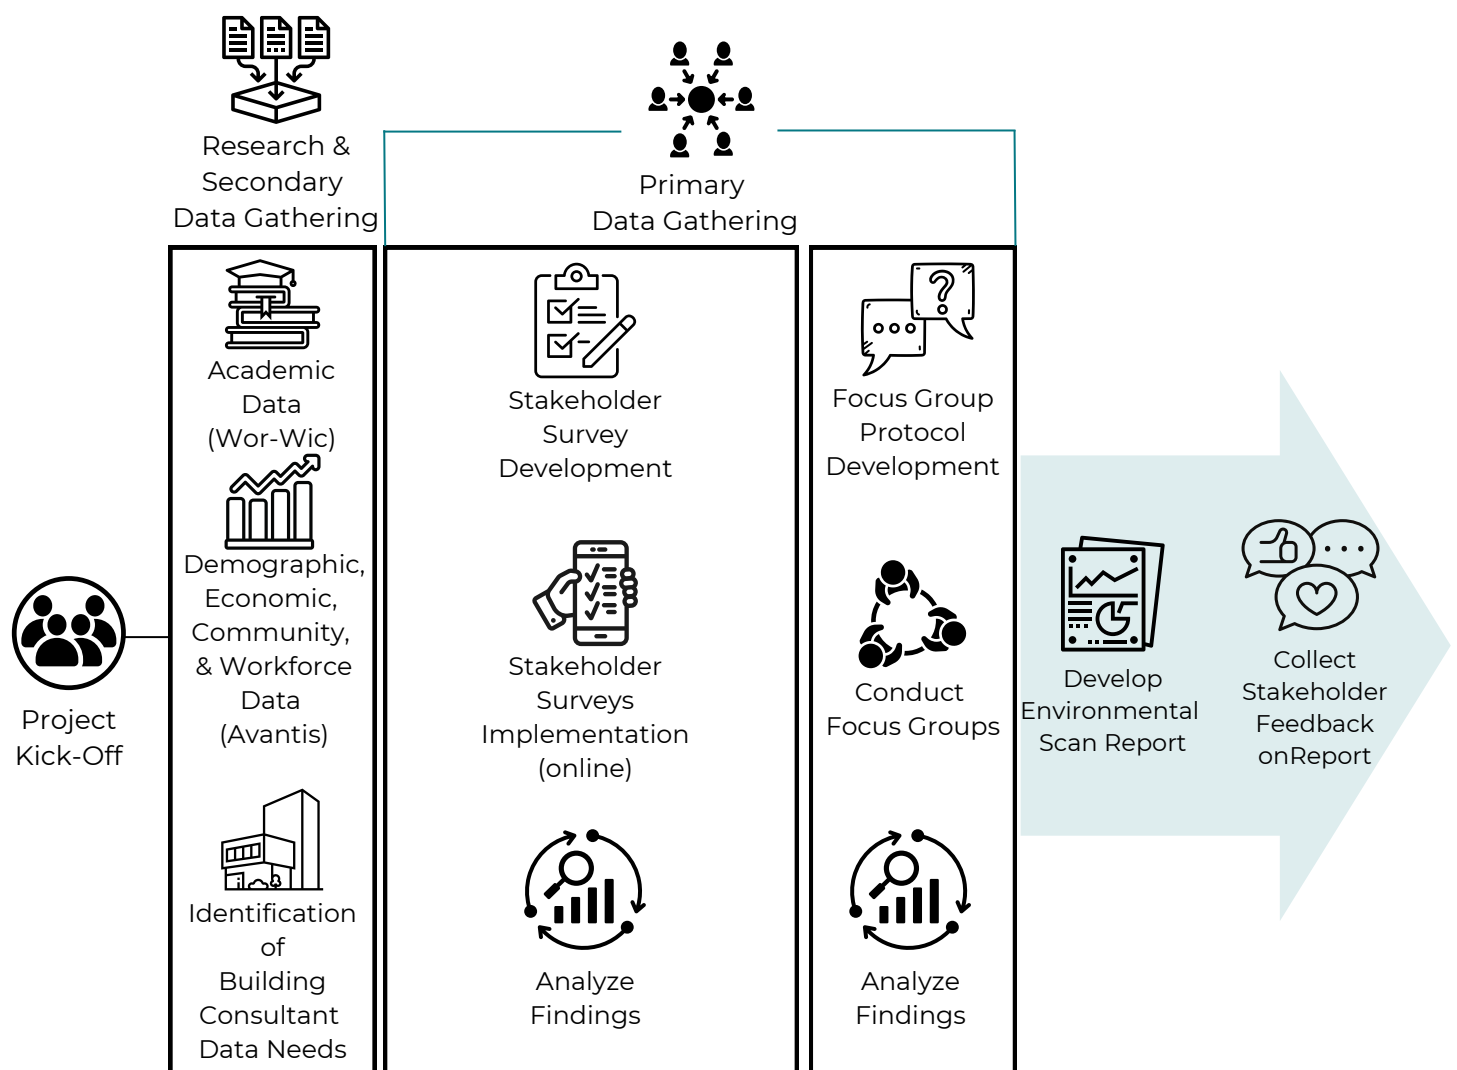 Research &
Secondary
Data Gathering
Primary
Data Gathering
Project
Kick-Off
Academic
Data
(Wor-Wic)
Demographic,
Economic,
Community,
& Workforce
Data
(Avantis)
Identification
of
Building
Consultant
Data Needs
Stakeholder
Survey
Development
Stakeholder
Surveys
Implementation
(online)
Analyze
Findings
Focus Group
Protocol
Development
Conduct
Focus Groups
Analyze
Findings
Develop
Environmental
Scan Report
Collect
Stakeholder
Feedback
onReport